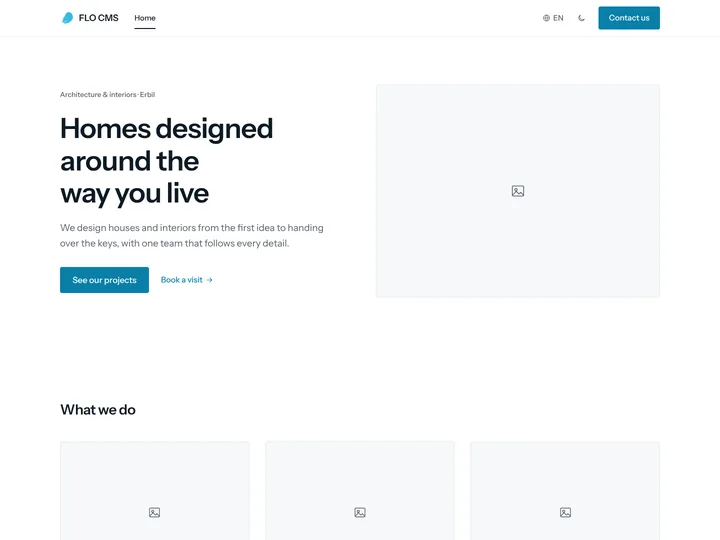 FLO CMS
Home
EN
Contact us
Architecture & interiors · Erbil
Homes designed
around the
way you live
We design houses and interiors from the first idea to handing
over the keys, with one team that follows every detail.
See our projects
Book a visit →
What we do